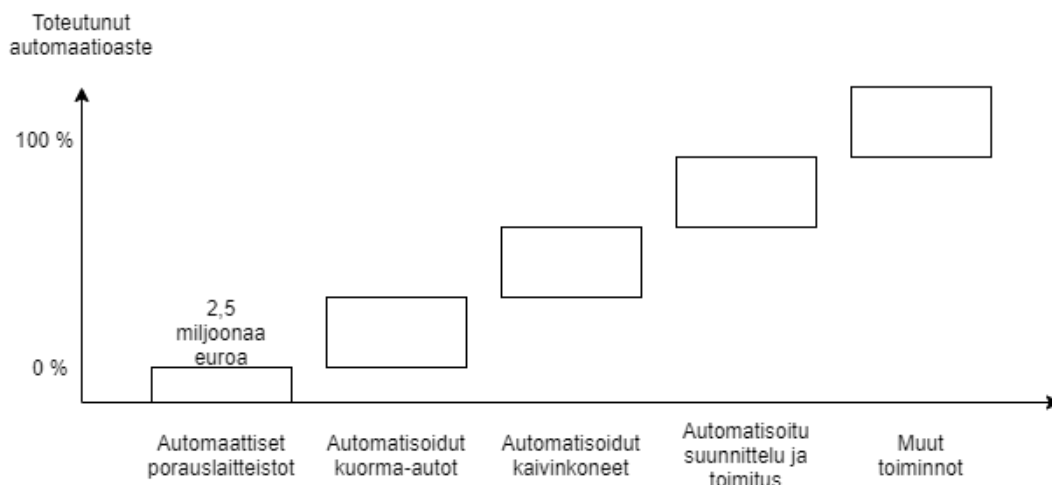 Toteutunut
automaatioaste
100 %
2,5
miljoonaa
euroa
0 %
Automaattiset
porauslaitteistot
Automatisoidut
kuorma-autot
Automatisoidut
kaivinkoneet
Automatisoitu
suunnittelu ja
toimitus
Muut
toiminnot